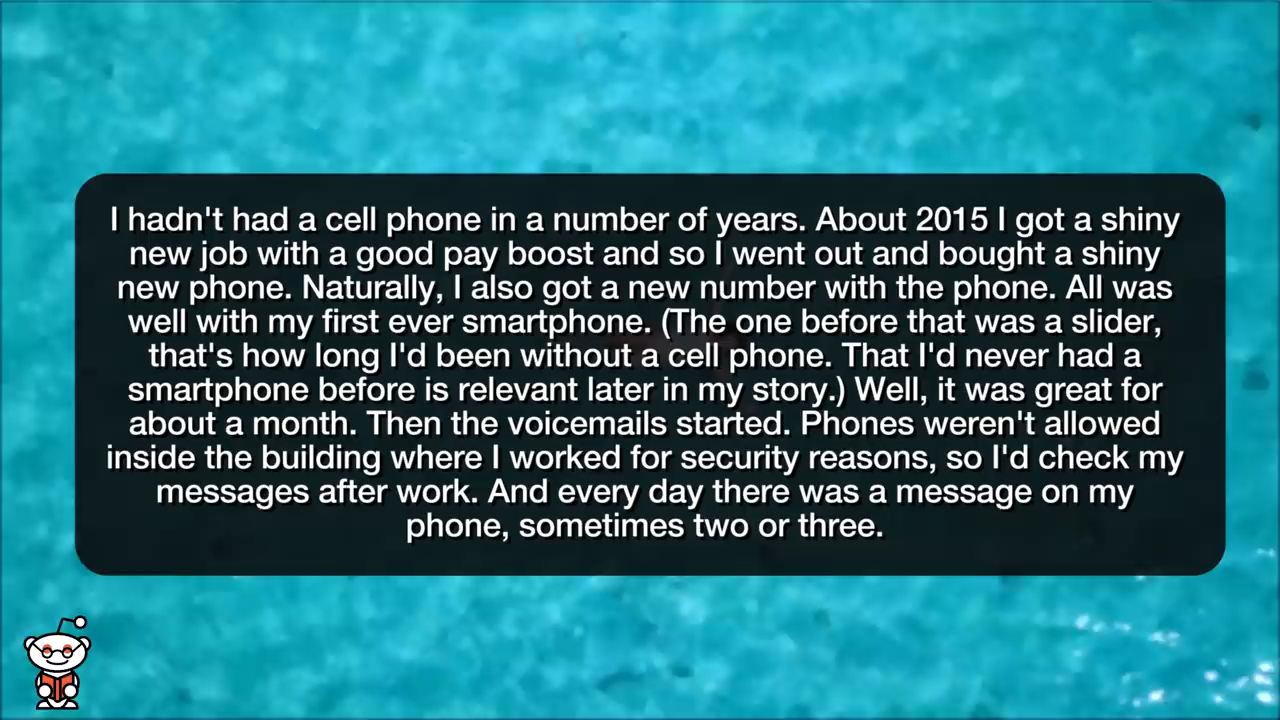 I hadn't had a cell phone in a number of years. About 2015 I got a shiny
new job with a good pay boost and so I went out and bought a shiny
new phone. Naturally, I also got a new number with the phone. All was
well with my first ever smartphone. (The one before that was a slider,
that's how long I'd been without a cell phone. That I'd never had a
smartphone before is relevant later in my story.) Well, it was great for
about a month. Then the voicemails started. Phones weren't allowed
inside the building where I worked for security reasons, so I'd check my
messages after work. And every day there was a message on my
phone, sometimes two or three.